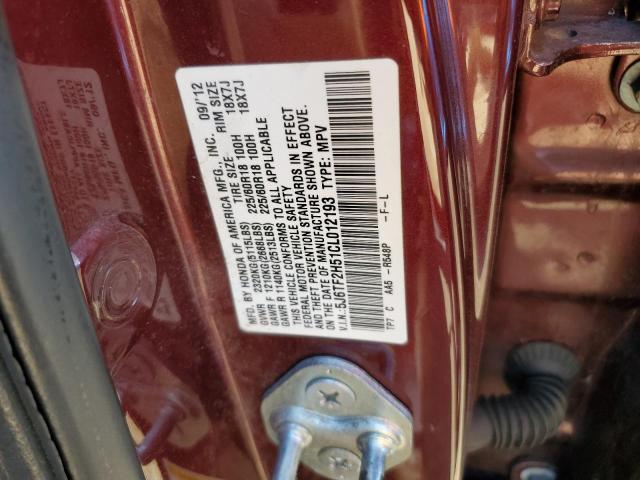 MFD. BY HONDA OF AMERICA MFG., INC. 09/'12
TIRE SIZE RIM SIZE
GVWR 2320KG(5115LBS)
GAWR F 1210KG(2668LBS) 225/60R18 100H 18X7J
GAWR R 1140KG(2513LBS) 225/60R18 100H 18X7J
THIS VEHICLE CONFORMS TO ALL APPLICABLE
FEDERAL MOTOR VEHICLE SAFETY
AND THEFT PREVENTION STANDARDS IN EFFECT
ON THE DATE OF MANUFACTURE SHOWN ABOVE.
V.I.N.:5J6TF2H51CL012193 TYPE: MPV
TP7 C AA5 -R548P -F-L